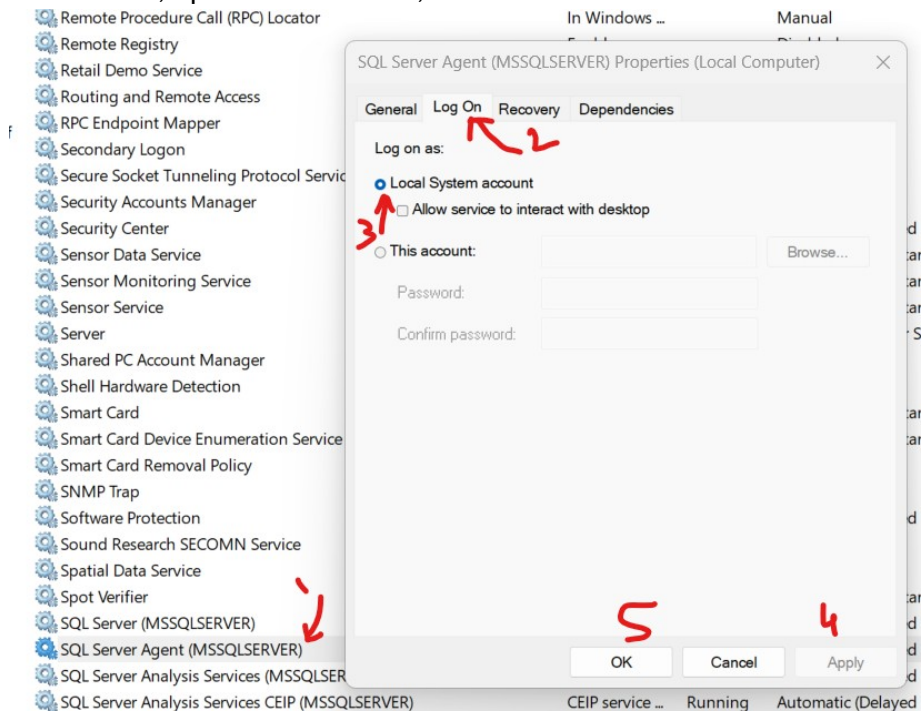 Remote Procedure Call (RPC) Locator In Windows ... Manual
Remote Registry
Retail Demo Service
Routing and Remote Access
RPC Endpoint Mapper
Secondary Logon
Secure Socket Tunneling Protocol Servic
Security Accounts Manager
Security Center
Sensor Data Service
Sensor Monitoring Service
Sensor Service
Server
Shared PC Account Manager
Shell Hardware Detection
Smart Card
Smart Card Device Enumeration Service
Smart Card Removal Policy
SNMP Trap
Software Protection
Sound Research SECOMN Service
Spatial Data Service
Spot Verifier
SQL Server (MSSQLSERVER)
1
SQL Server Agent (MSSQLSERVER)
SQL Server Analysis Services (MSSQLSER
SQL Server Analysis Services CEIP (MSSQLSERVER) CEIP service ... Running Automatic (Delayed
SQL Server Agent (MSSQLSERVER) Properties (Local Computer)
General Log On Recovery Dependencies
2
Log on as:
Local System account
Allow service to interact with desktop
3
This account: Browse...
Password:
Confirm password:
5 4
OK Cancel Apply